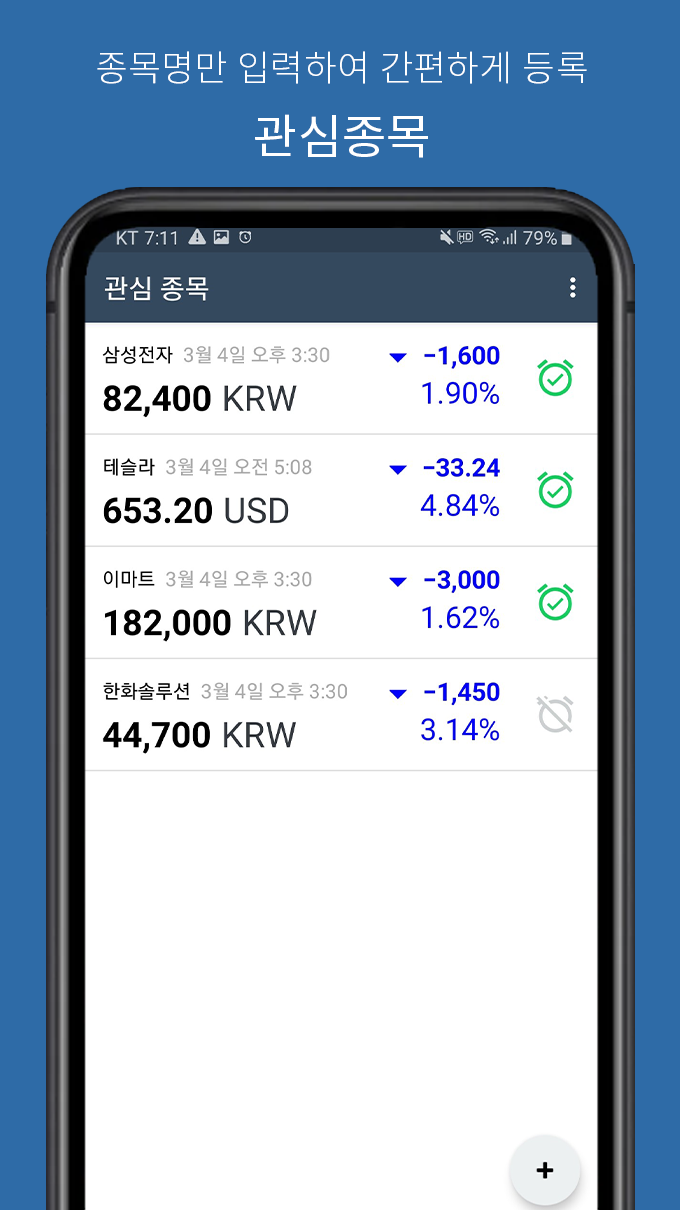 종목명만 입력하여 간편하게 등록
관심종목
KT 7:11 HD 79%
관심 종목
삼성전자 3월 4일 오후 3:30 ▼ -1,600
82,400 KRW 1.90%
테슬라 3월 4일 오전 5:08 ▼ -33.24
653.20 USD 4.84%
이마트 3월 4일 오후 3:30 ▼ -3,000
182,000 KRW 1.62%
한화솔루션 3월 4일 오후 3:30 ▼ -1,450
44,700 KRW 3.14%
+